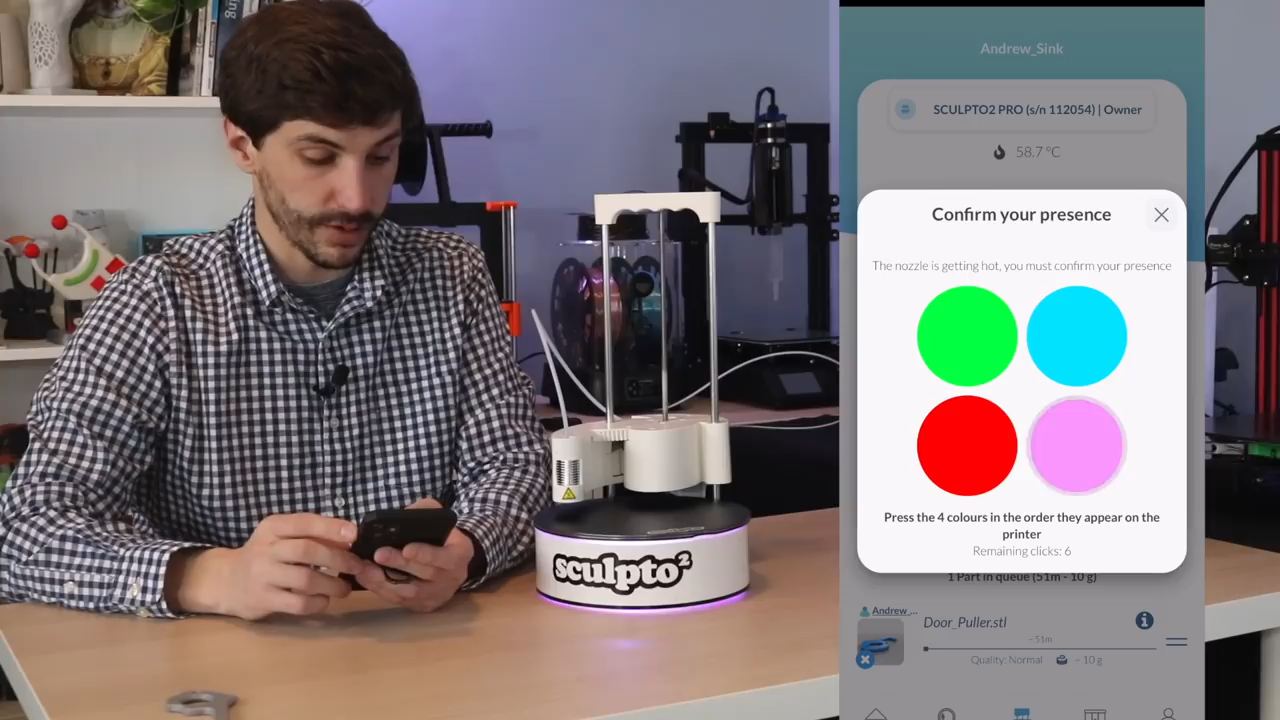 Andrew_Sink
SCULPTO2 PRO (s/n 112054) | Owner
58.7 °C
Confirm your presence
The nozzle is getting hot, you must confirm your presence
Press the 4 colours in the order they appear on the
printer
Remaining clicks: 6
1 Part in queue (51m - 10 g)
Andrew_...
Door_Puller.stl
~51m
Quality: Normal
~ 10 g
sculpto²